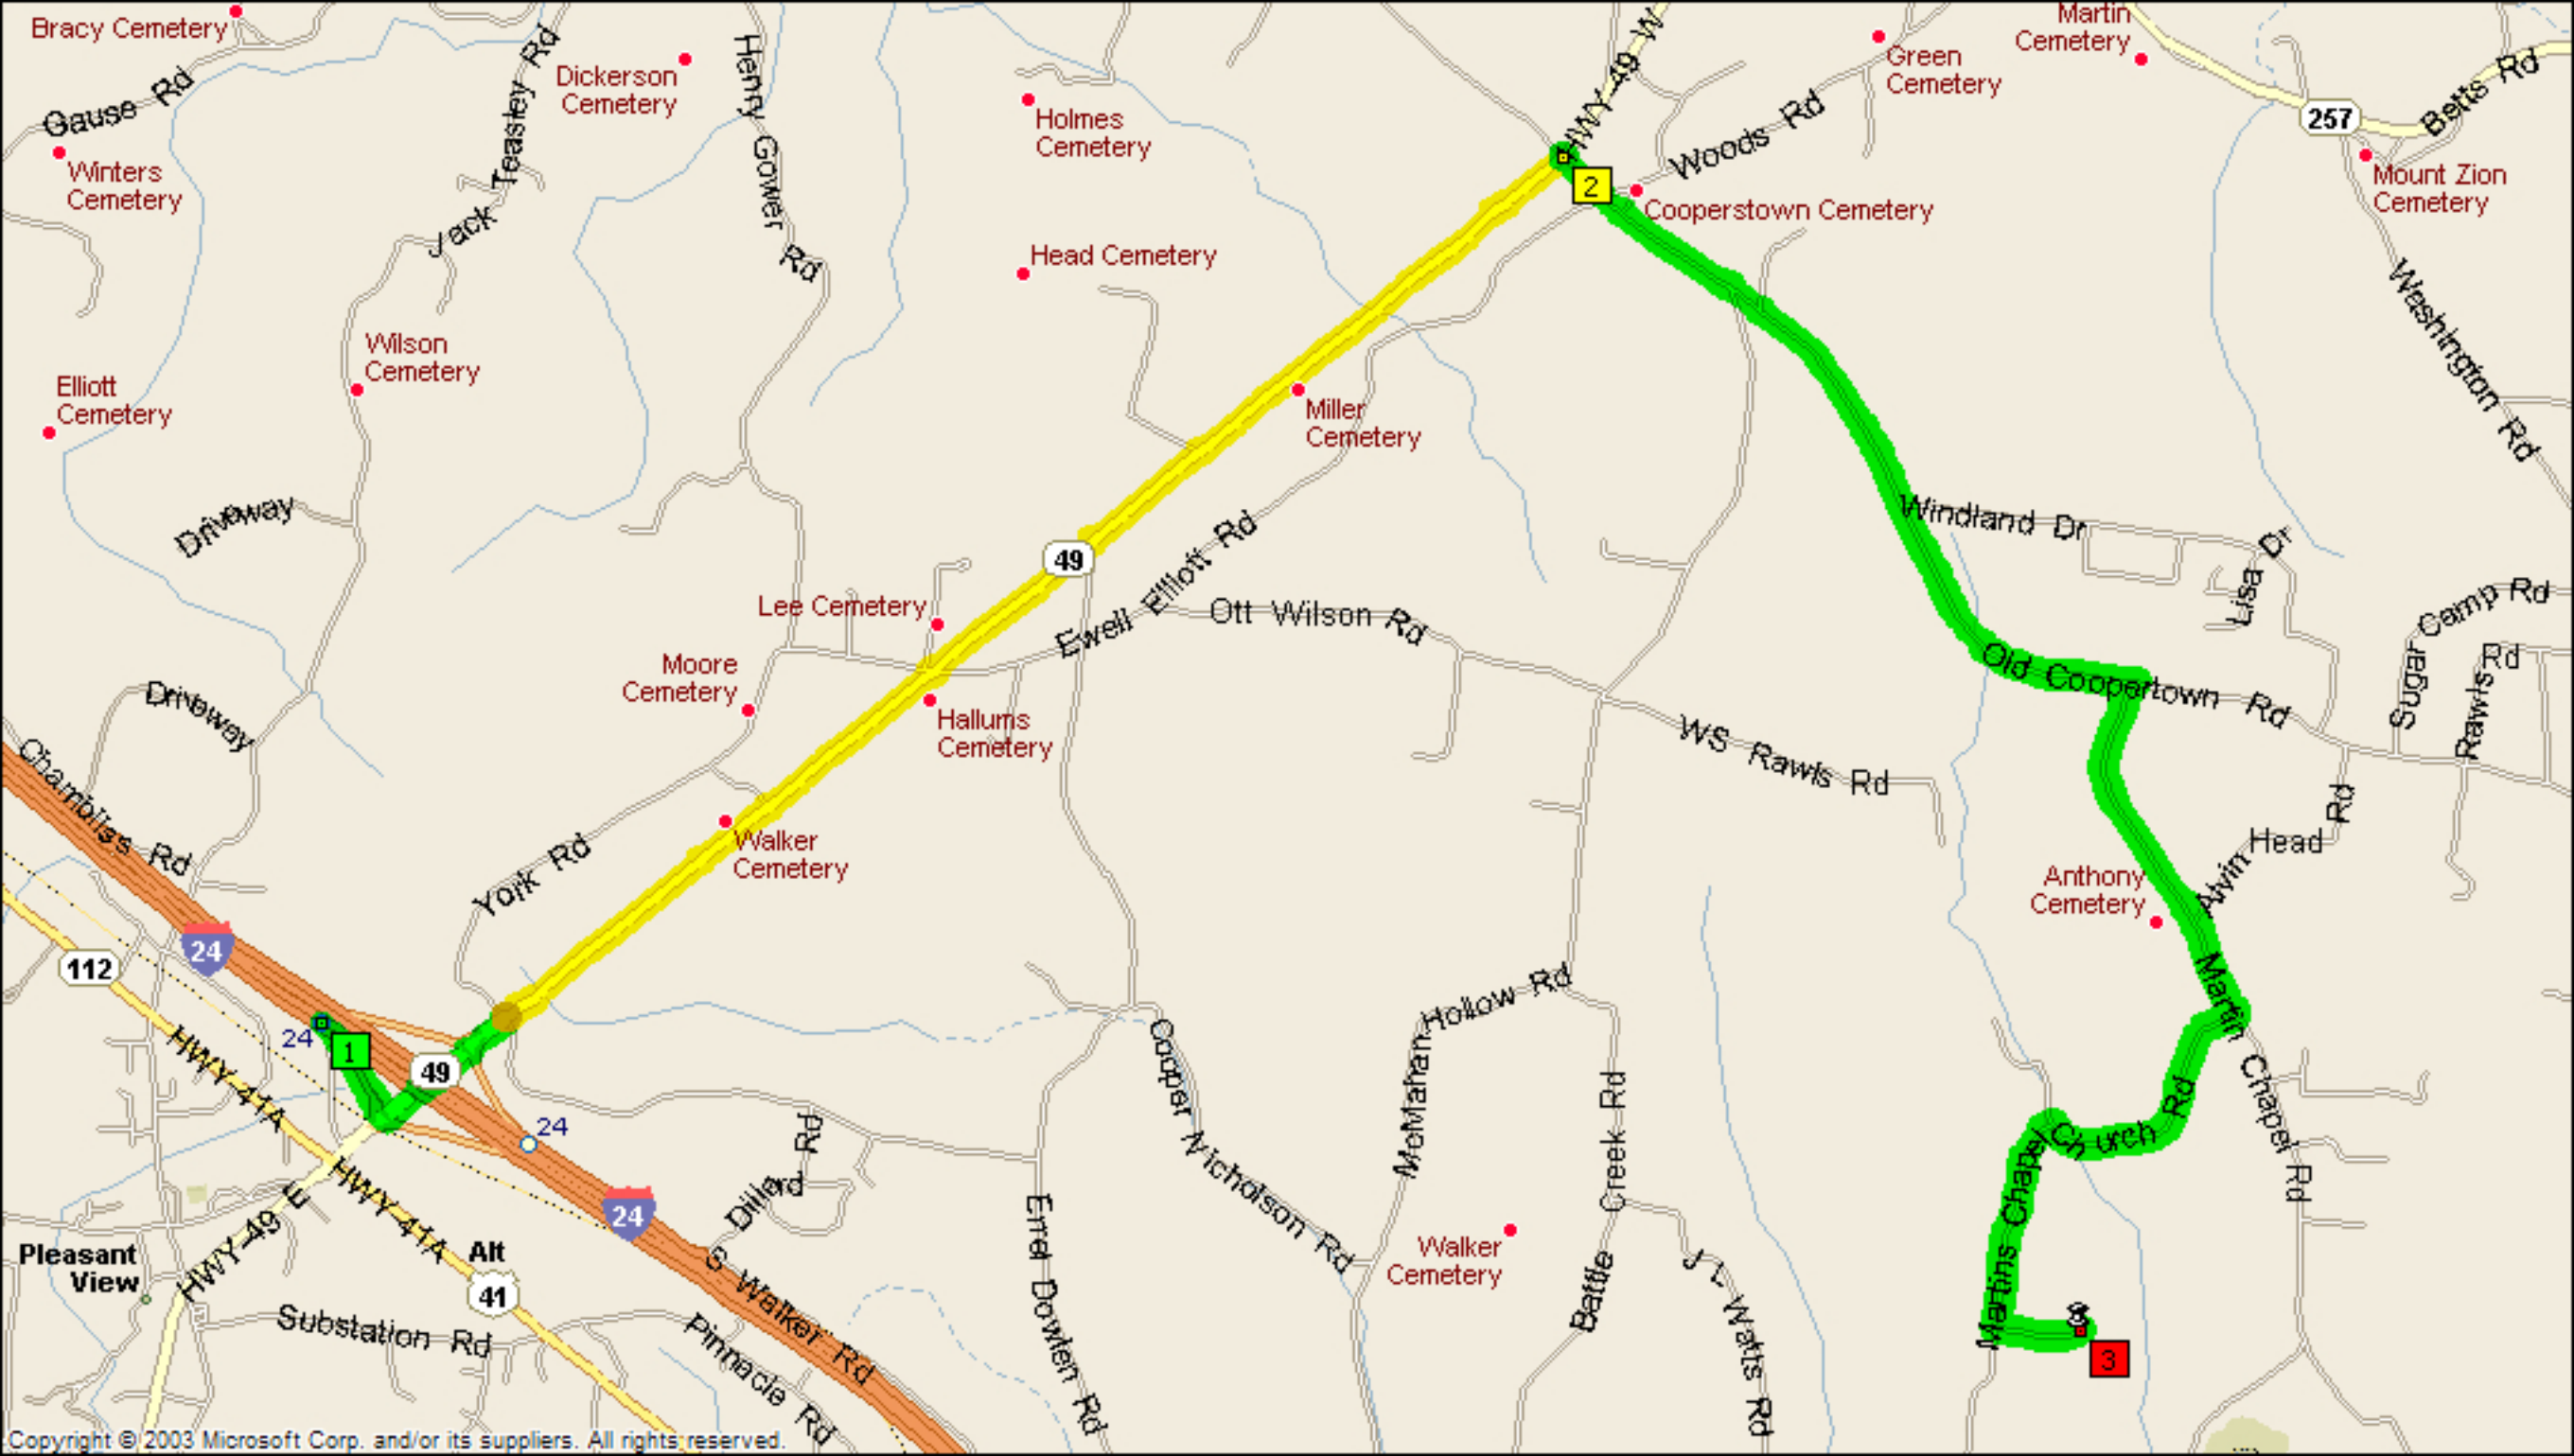 Bracy Cemetery
Gause Rd
Winters
Cemetery
Jack Teasley Rd
Dickerson
Cemetery
Henry Gower Rd
Holmes
Cemetery
Head Cemetery
HWY 49 W
2
Woods Rd
Cooperstown Cemetery
Green
Cemetery
Martin
Cemetery
257
Betts Rd
Mount Zion
Cemetery
Washington Rd
Elliott
Cemetery
Wilson
Cemetery
Driveway
Miller
Cemetery
49
Ewell Elliott Rd
Ott Wilson Rd
Lee Cemetery
Moore
Cemetery
Hallums
Cemetery
Windland Dr
Lisa Dr
Sugar Camp Rd
Rawls Rd
Old Coopertown Rd
WS Rawls Rd
Driveway
Chambliss Rd
York Rd
Walker
Cemetery
Alvin Head Rd
Anthony
Cemetery
24
112
24
1
49
24
24
HWY 41A
HWY 41A
HWY 49 E
Pleasant
View
Alt
41
Substation Rd
Dillard Rd
S Walker Rd
Pinnacle Rd
Errel Dowlen Rd
Cooper Nicholson Rd
McMahan Hollow Rd
Battle Creek Rd
Walker
Cemetery
J L Watts Rd
Martin Chapel Rd
Church Rd
Martins Chapel
3
Copyright © 2003 Microsoft Corp. and/or its suppliers. All rights reserved.